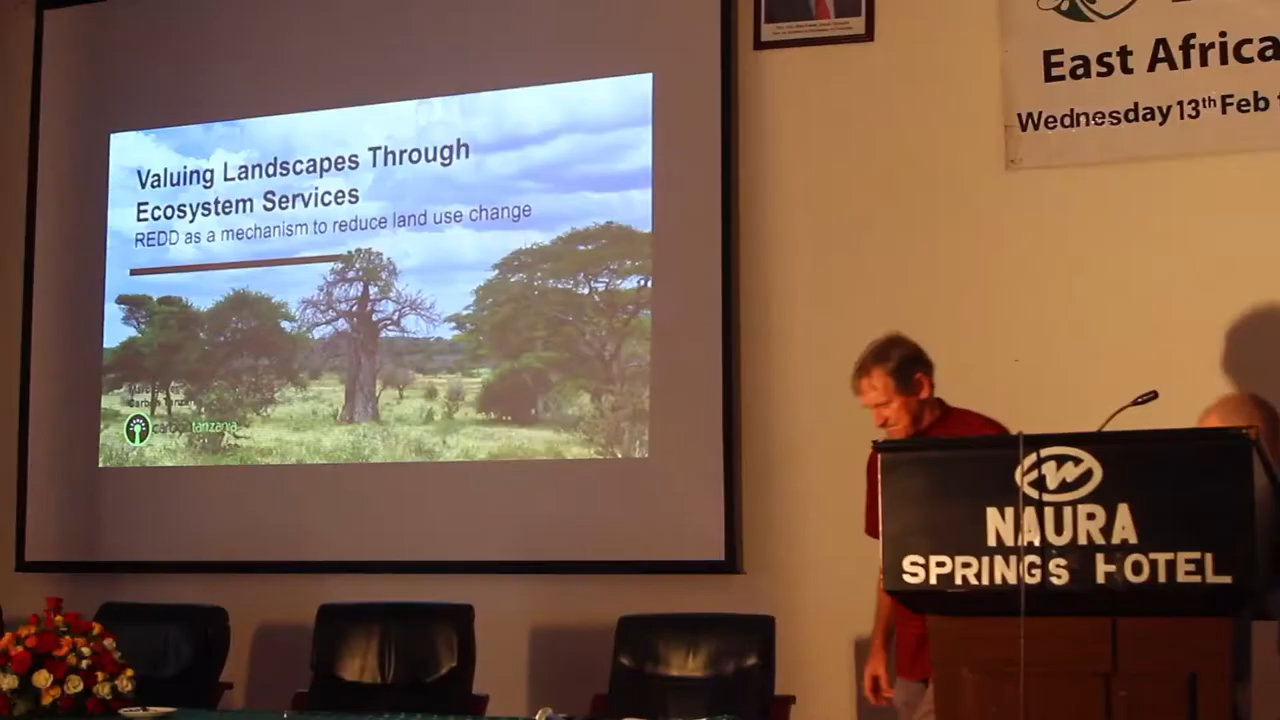 Valuing Landscapes Through
Ecosystem Services
REDD as a mechanism to reduce land use change
carbontanzania
East Africa
Wednesday 13th Feb
NAURA
SPRINGS HOTEL